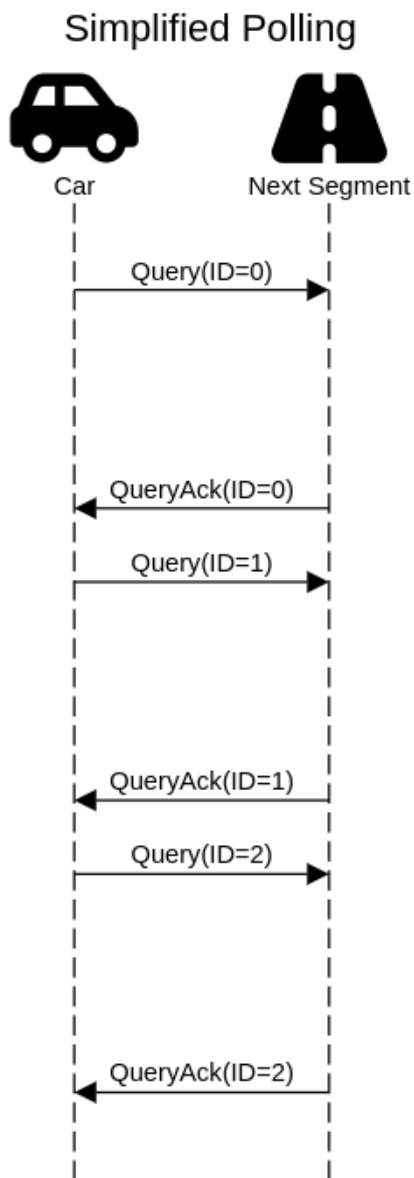 Simplified Polling
Car
Next Segment
Query(ID=0)
QueryAck(ID=0)
Query(ID=1)
QueryAck(ID=1)
Query(ID=2)
QueryAck(ID=2)